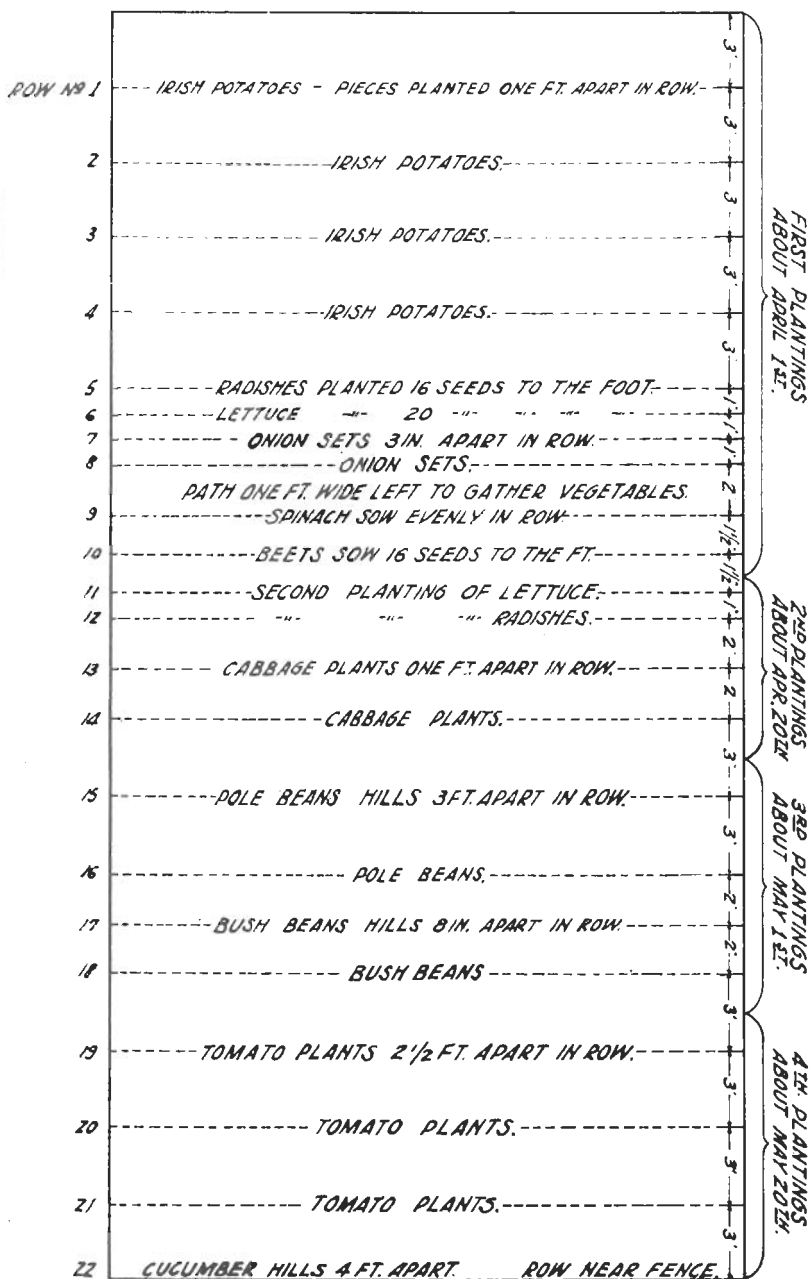 3'
ROW Nº 1 IRISH POTATOES - PIECES PLANTED ONE FT. APART IN ROW.
3'
2 IRISH POTATOES.
3
3 IRISH POTATOES.
3'
4 IRISH POTATOES.
3'
5 RADISHES PLANTED 16 SEEDS TO THE FOOT.
1'
6 LETTUCE -"- 20 -"- -"- -"- -"-
1'
7 ONION SETS 3 IN. APART IN ROW.
1'
8 ONION SETS.
PATH ONE FT. WIDE LEFT TO GATHER VEGETABLES.
2
9 SPINACH SOW EVENLY IN ROW
1½
10 BEETS SOW 16 SEEDS TO THE FT.
1½
11 SECOND PLANTING OF LETTUCE.
1'
12 -"- -"- -"- RADISHES.
2
13 CABBAGE PLANTS ONE FT. APART IN ROW.
2
14 CABBAGE PLANTS.
3'
15 POLE BEANS HILLS 3 FT. APART IN ROW.
3'
16 POLE BEANS.
2'
17 BUSH BEANS HILLS 8 IN. APART IN ROW.
2'
18 BUSH BEANS
3'
19 TOMATO PLANTS 2 1/2 FT. APART IN ROW.
3'
20 TOMATO PLANTS.
3'
21 TOMATO PLANTS.
3'
22 CUCUMBER HILLS 4 FT. APART. ROW NEAR FENCE.
FIRST PLANTINGS
ABOUT APRIL 1ST.
2ND PLANTINGS
ABOUT APR. 20TH
3RD PLANTINGS
ABOUT MAY 1ST.
4TH PLANTINGS
ABOUT MAY 20TH.